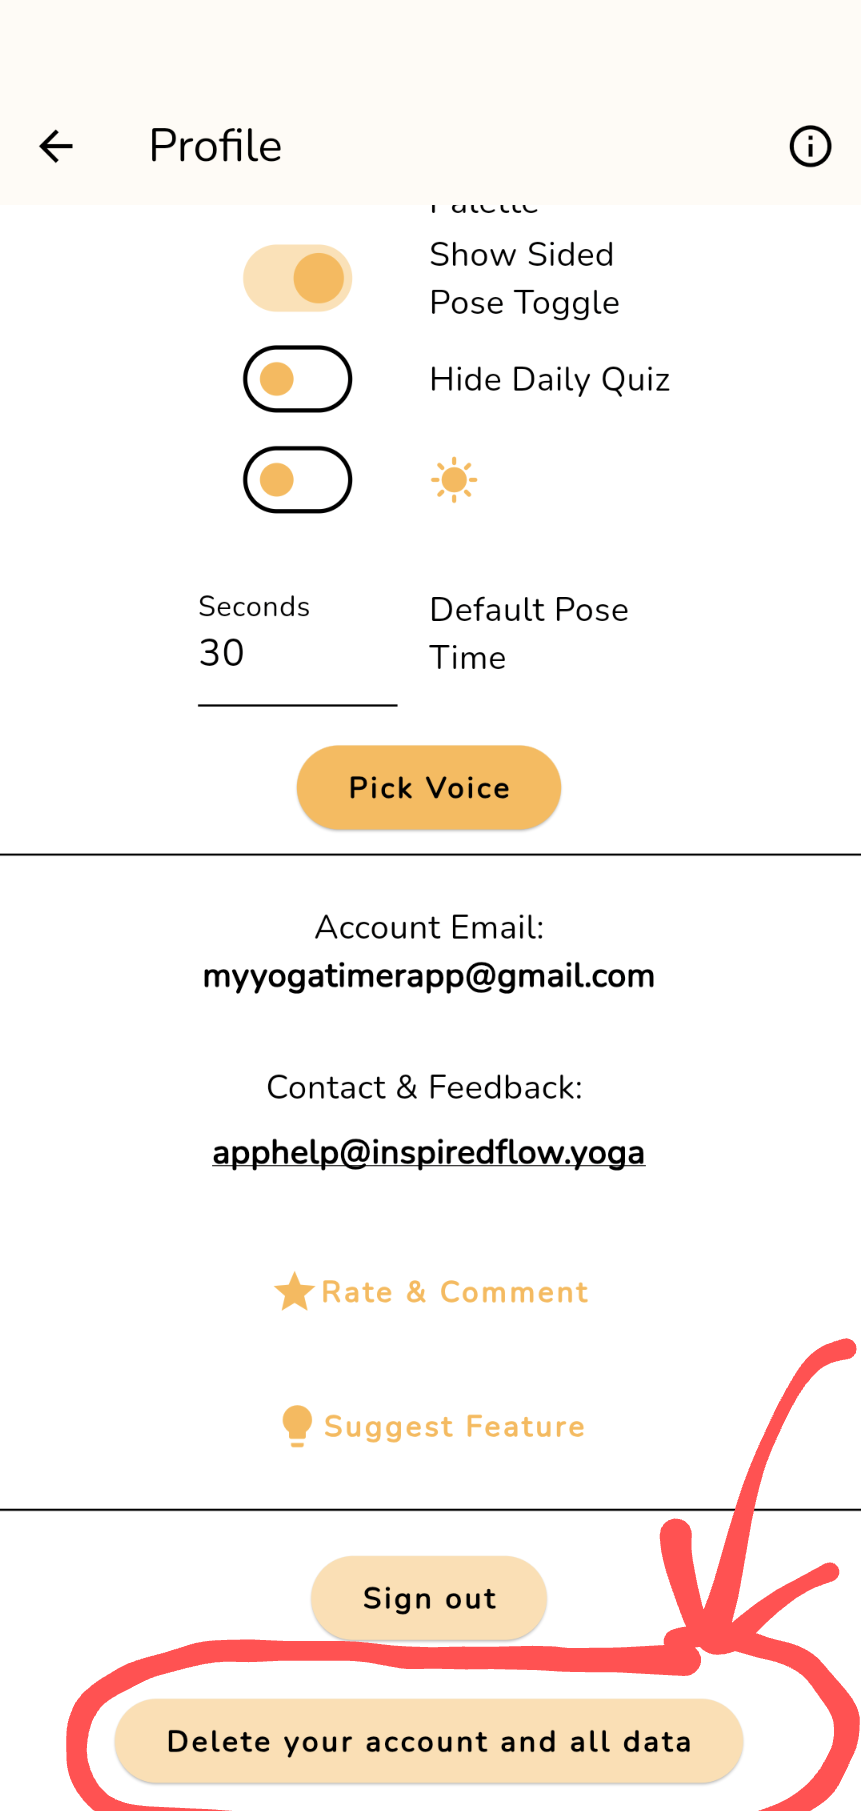 Profile
Palette
Show Sided
Pose Toggle
Hide Daily Quiz
Seconds
30
Default Pose
Time
Pick Voice
Account Email:
myyogatimerapp@gmail.com
Contact & Feedback:
apphelp@inspiredflow.yoga
Rate & Comment
Suggest Feature
Sign out
Delete your account and all data